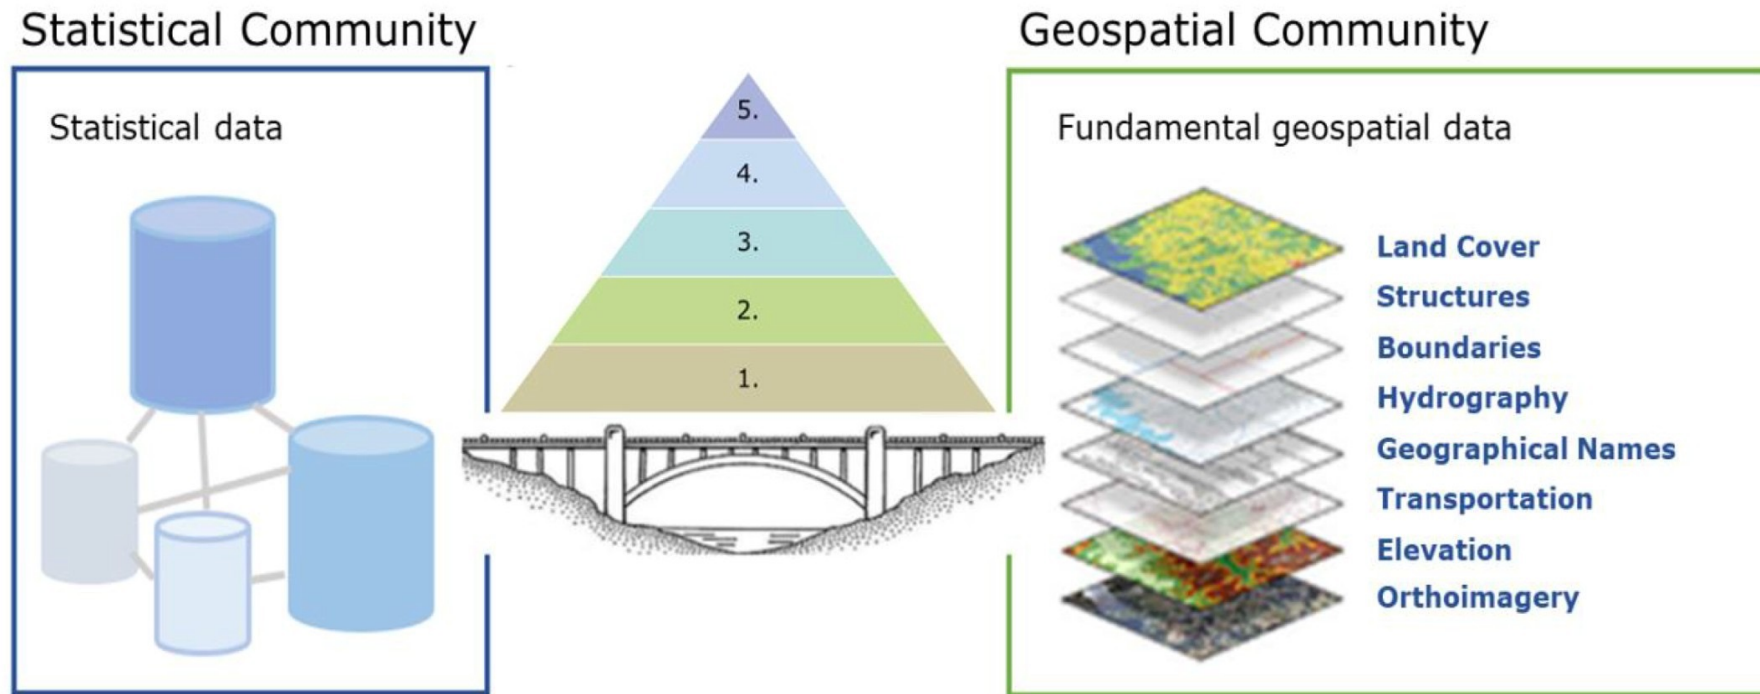 Statistical Community
Statistical data
5.
4.
3.
2.
1.
Geospatial Community
Fundamental geospatial data
Land Cover
Structures
Boundaries
Hydrography
Geographical Names
Transportation
Elevation
Orthoimagery